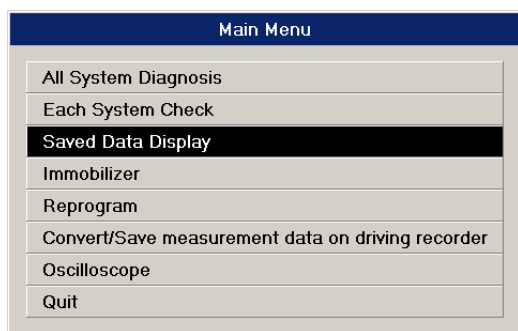 Main Menu
All System Diagnosis
Each System Check
Saved Data Display
Immobilizer
Reprogram
Convert/Save measurement data on driving recorder
Oscilloscope
Quit